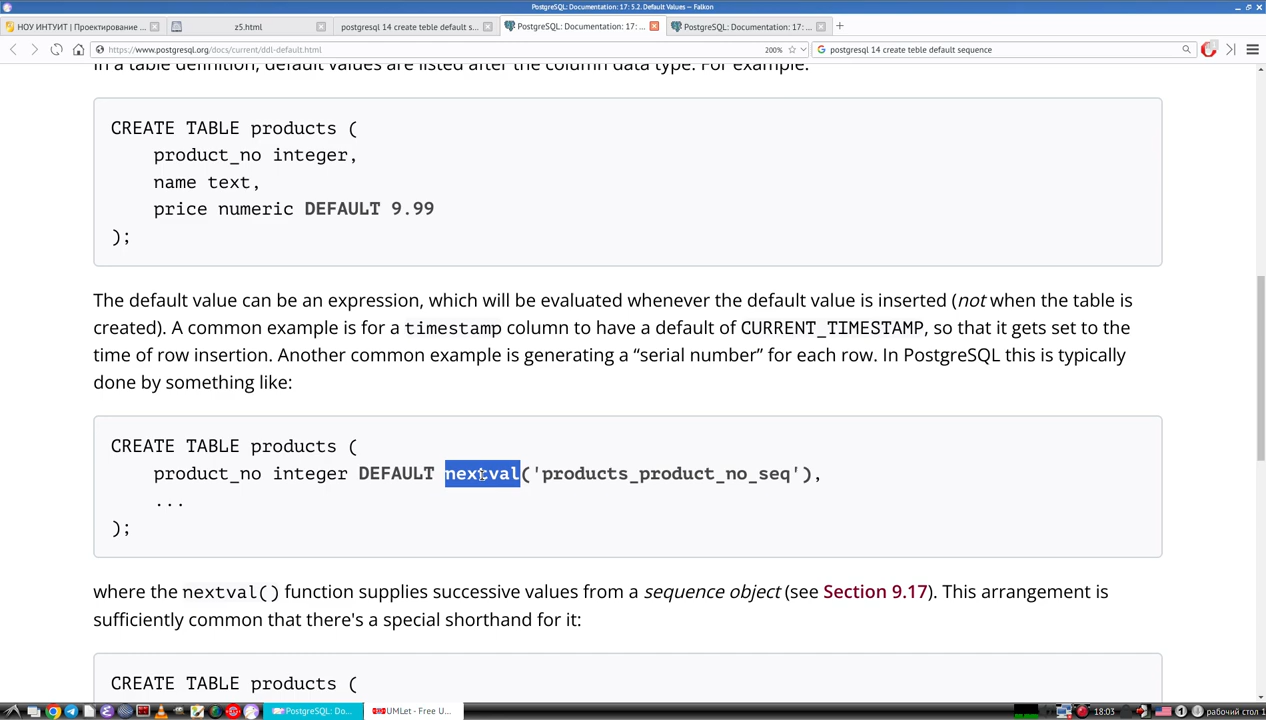 PostgreSQL: Documentation: 17: 5.2. Default Values — Falkon
НОУ ИНТУИТ | Проектирование ...
z5.html
postgresql 14 create teble default s...
PostgreSQL: Documentation: 17: ...
PostgreSQL: Documentation: 17: ...
https://www.postgresql.org/docs/current/ddl-default.html
200%
postgresql 14 create teble default sequence
In a table definition, default values are listed after the column data type. For example:
CREATE TABLE products (
product_no integer,
name text,
price numeric DEFAULT 9.99
);
The default value can be an expression, which will be evaluated whenever the default value is inserted (not when the table is
created). A common example is for a timestamp column to have a default of CURRENT_TIMESTAMP, so that it gets set to the
time of row insertion. Another common example is generating a “serial number” for each row. In PostgreSQL this is typically
done by something like:
CREATE TABLE products (
product_no integer DEFAULT nextval('products_product_no_seq'),
...
);
where the nextval() function supplies successive values from a sequence object (see Section 9.17). This arrangement is
sufficiently common that there's a special shorthand for it:
CREATE TABLE products (
PostgreSQL: Do...
UMLet - Free U...
18:03
1
рабочий стол 1